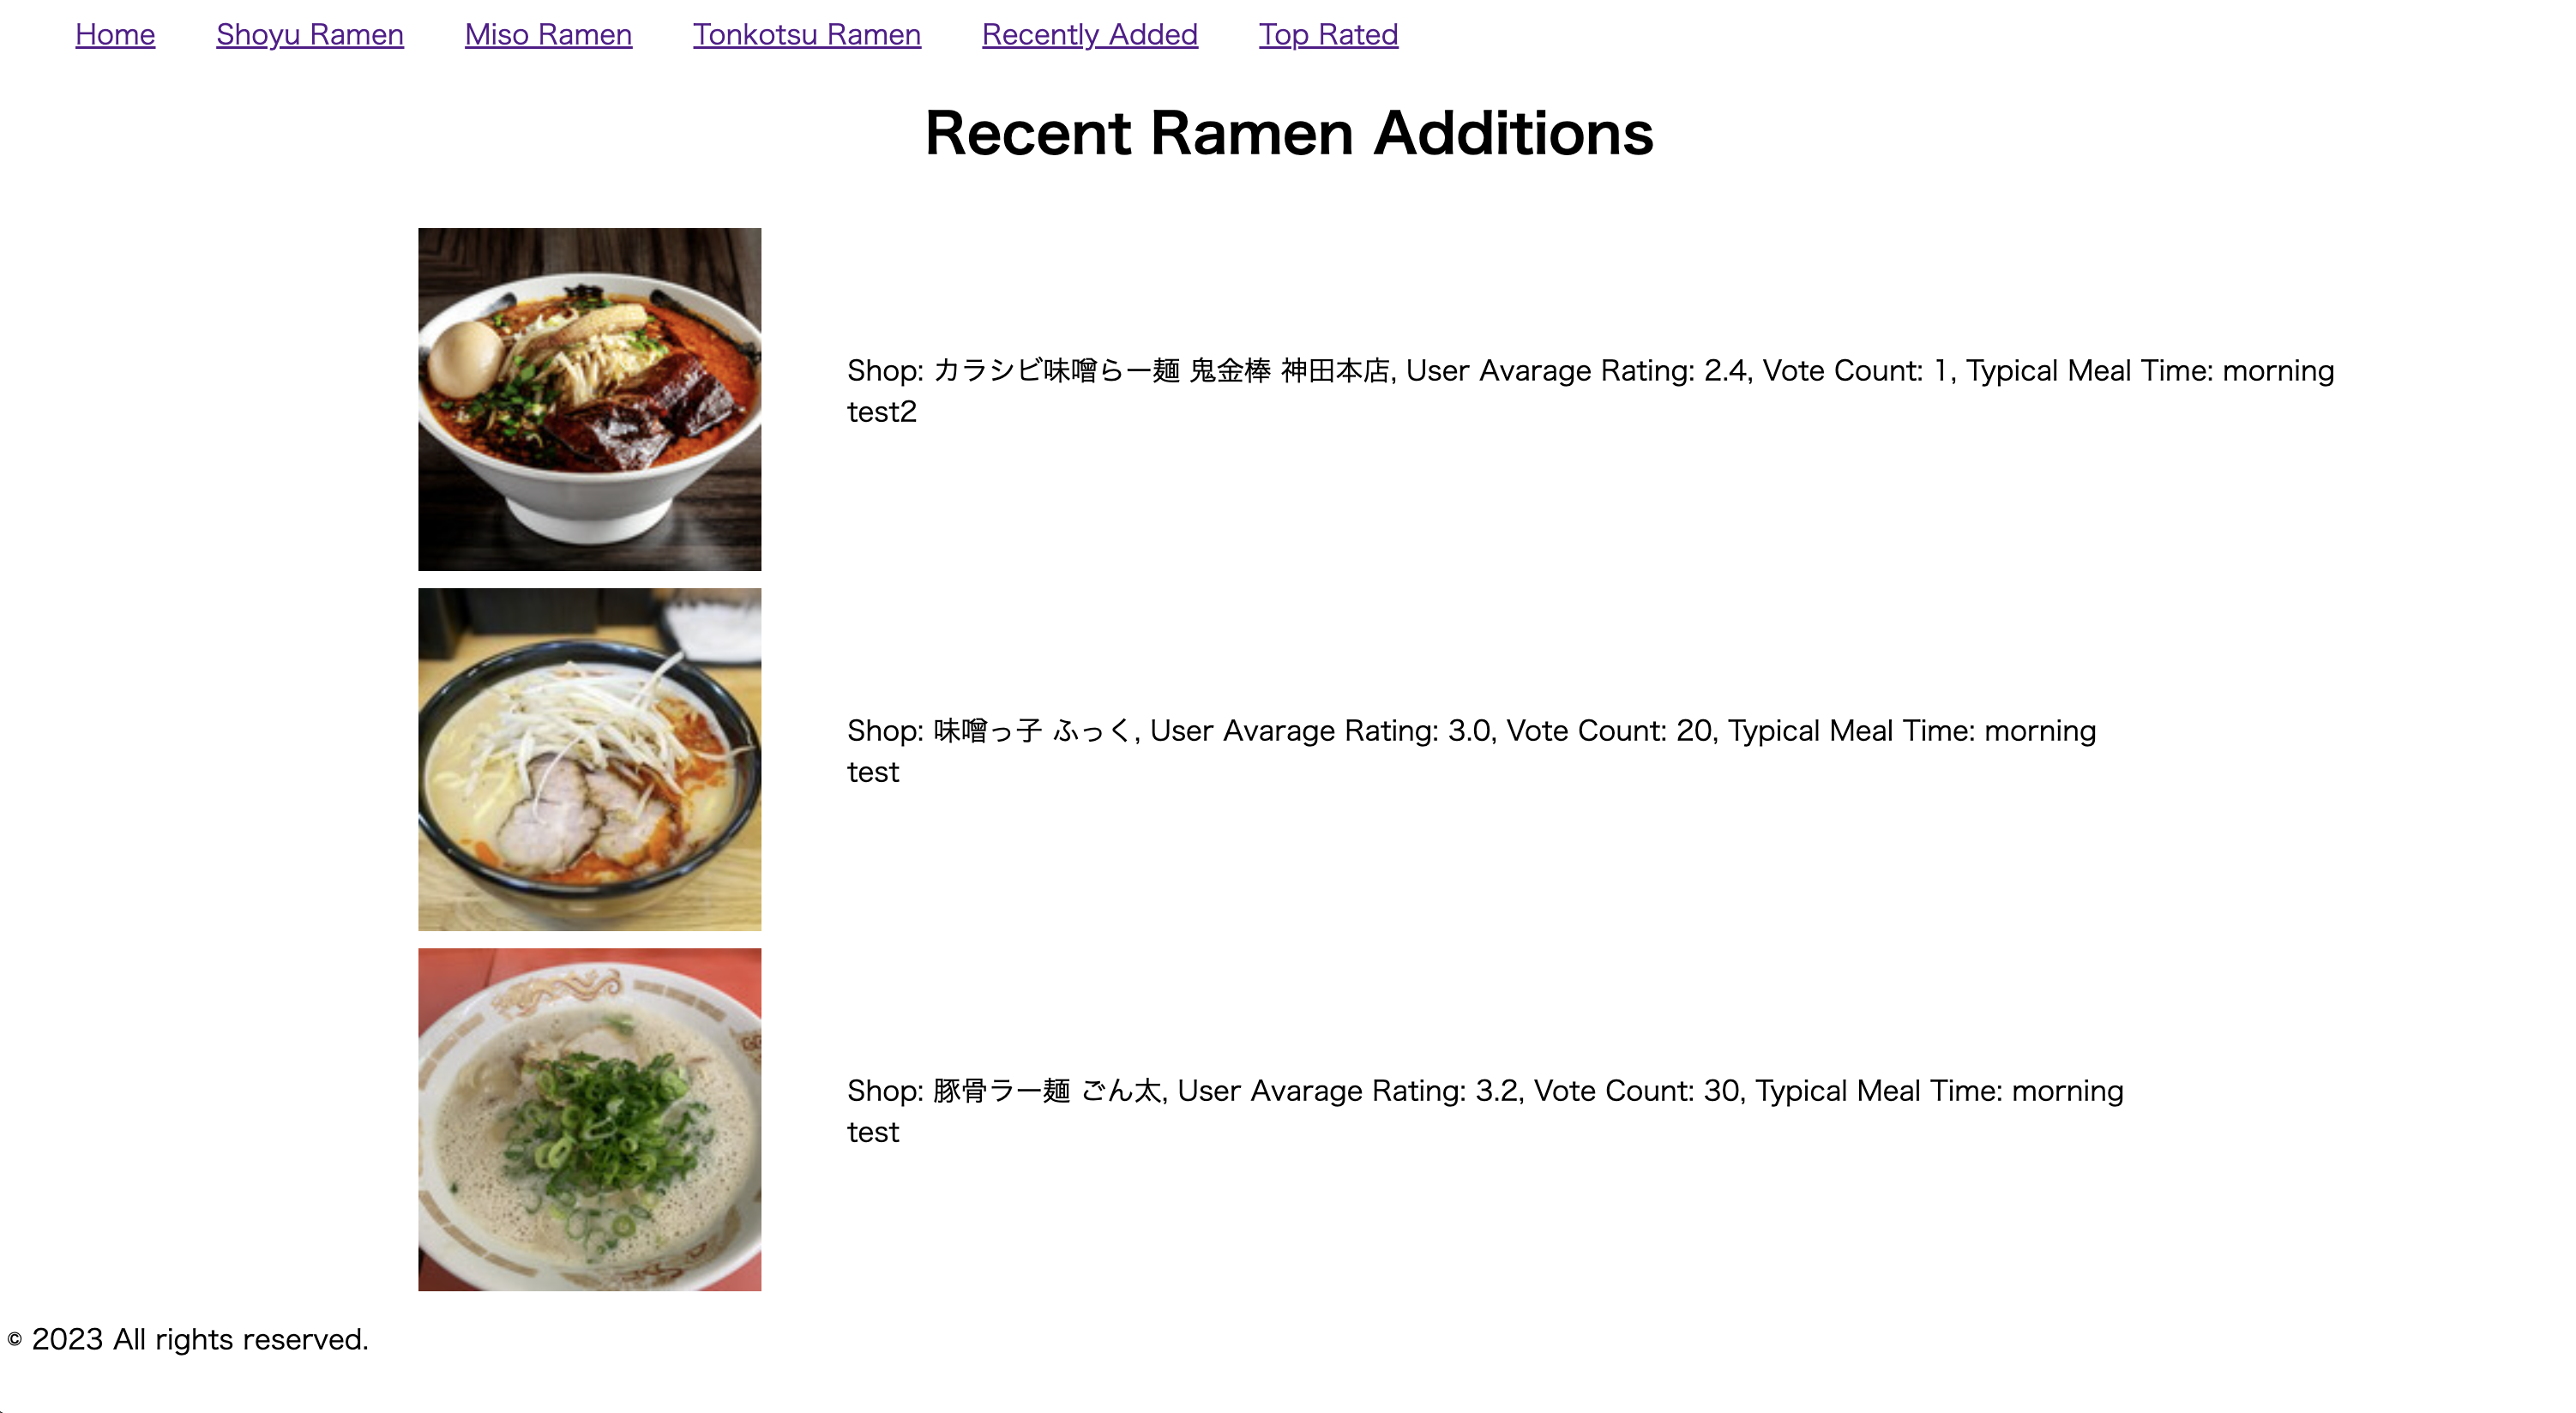 Home Shoyu Ramen Miso Ramen Tonkotsu Ramen Recently Added Top Rated
Recent Ramen Additions
Shop: カラシビ味噌らー麺 鬼金棒 神田本店, User Avarage Rating: 2.4, Vote Count: 1, Typical Meal Time: morning
test2
Shop: 味噌っ子 ふっく, User Avarage Rating: 3.0, Vote Count: 20, Typical Meal Time: morning
test
Shop: 豚骨ラー麺 ごん太, User Avarage Rating: 3.2, Vote Count: 30, Typical Meal Time: morning
test
© 2023 All rights reserved.